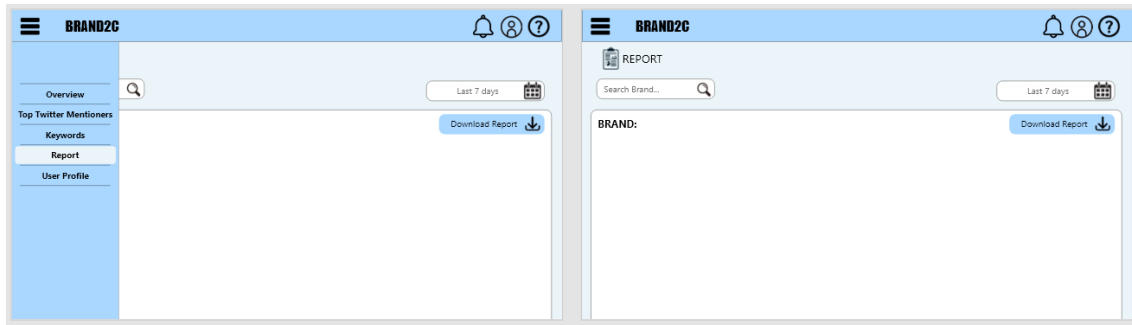 BRAND2C
Overview
Top Twitter Mentioners
Keywords
Report
User Profile
Last 7 days
Download Report
BRAND2C
REPORT
Search Brand...
Last 7 days
BRAND:
Download Report